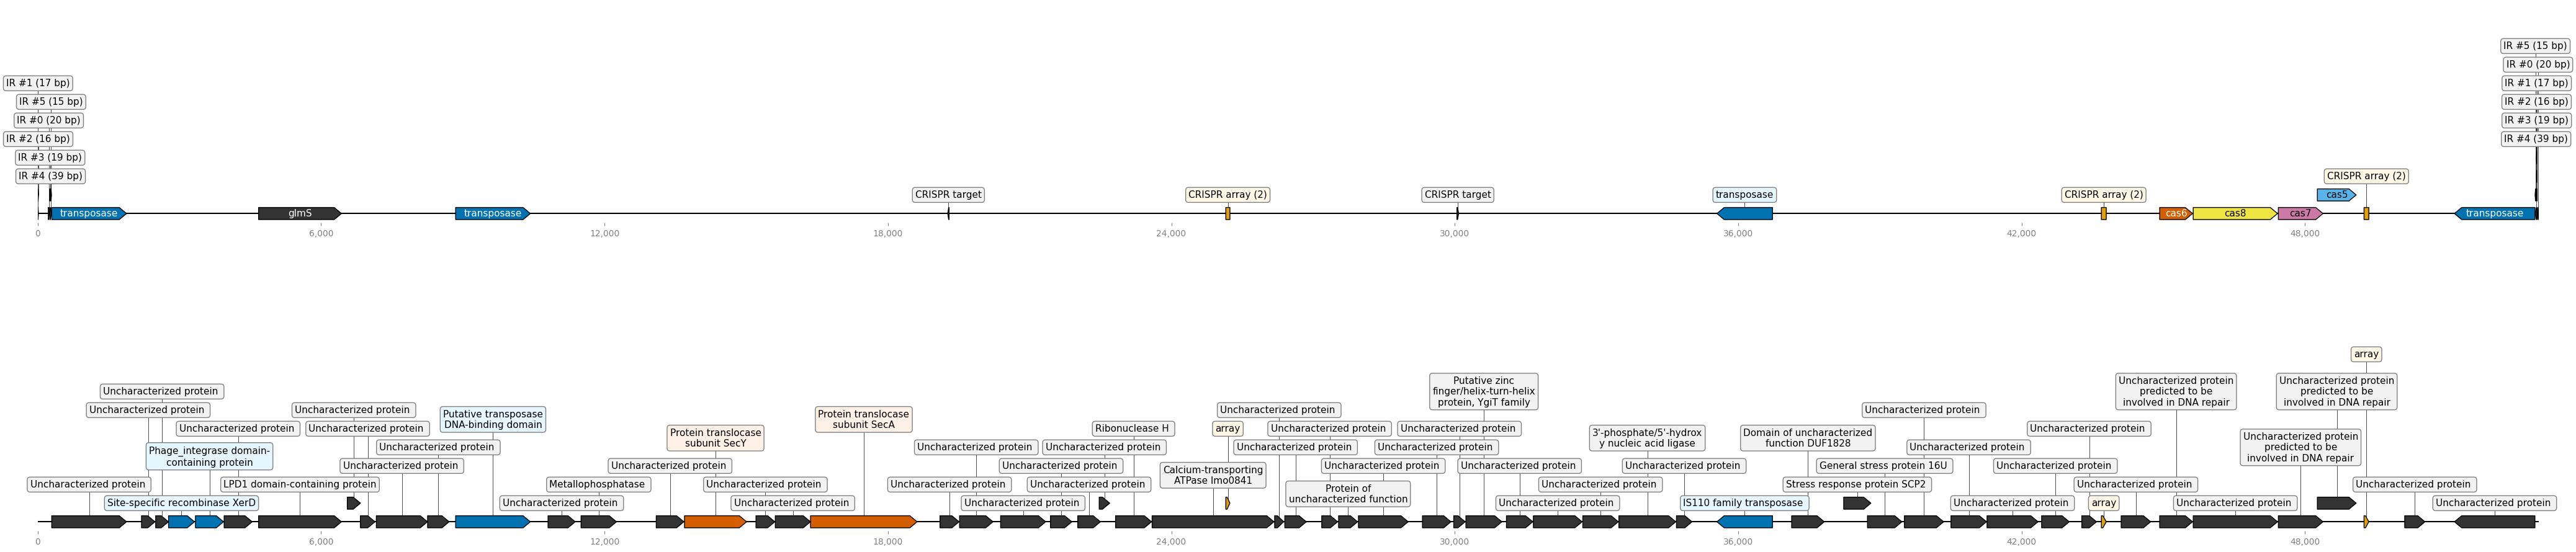 IR #5 (15 bp)
IR #0 (20 bp)
IR #1 (17 bp)
IR #1 (17 bp)
IR #5 (15 bp)
IR #2 (16 bp)
IR #0 (20 bp)
IR #3 (19 bp)
IR #2 (16 bp)
IR #4 (39 bp)
IR #3 (19 bp)
IR #4 (39 bp)
CRISPR array (2)
CRISPR target
CRISPR array (2)
CRISPR target
transposase
CRISPR array (2)
cas5
transposase
glmS
transposase
cas6
cas8
cas7
transposase
0
6,000
12,000
18,000
24,000
30,000
36,000
42,000
48,000
array
Uncharacterized protein
Putative zinc
finger/helix-turn-helix
protein, YgiT family
Uncharacterized protein
predicted to be
involved in DNA repair
Uncharacterized protein
predicted to be
involved in DNA repair
Uncharacterized protein
Uncharacterized protein
Putative transposase
DNA-binding domain
Protein translocase
subunit SecA
Uncharacterized protein
Uncharacterized protein
Uncharacterized protein
Uncharacterized protein
Ribonuclease H
array
Uncharacterized protein
Uncharacterized protein
Uncharacterized protein
Phage_integrase domain-
containing protein
Uncharacterized protein
Protein translocase
subunit SecY
Uncharacterized protein
Uncharacterized protein
Uncharacterized protein
Uncharacterized protein
3'-phosphate/5'-hydrox
y nucleic acid ligase
Domain of uncharacterized
function DUF1828
Uncharacterized protein
Uncharacterized protein
predicted to be
involved in DNA repair
Uncharacterized protein
Uncharacterized protein
Uncharacterized protein
Calcium-transporting
ATPase lmo0841
Uncharacterized protein
Uncharacterized protein
Uncharacterized protein
General stress protein 16U
Uncharacterized protein
Uncharacterized protein
LPD1 domain-containing protein
Metallophosphatase
Uncharacterized protein
Uncharacterized protein
Uncharacterized protein
Protein of
uncharacterized function
Uncharacterized protein
Stress response protein SCP2
Uncharacterized protein
Uncharacterized protein
Site-specific recombinase XerD
Uncharacterized protein
Uncharacterized protein
Uncharacterized protein
Uncharacterized protein
IS110 family transposase
Uncharacterized protein
array
Uncharacterized protein
Uncharacterized protein
0
6,000
12,000
18,000
24,000
30,000
36,000
42,000
48,000